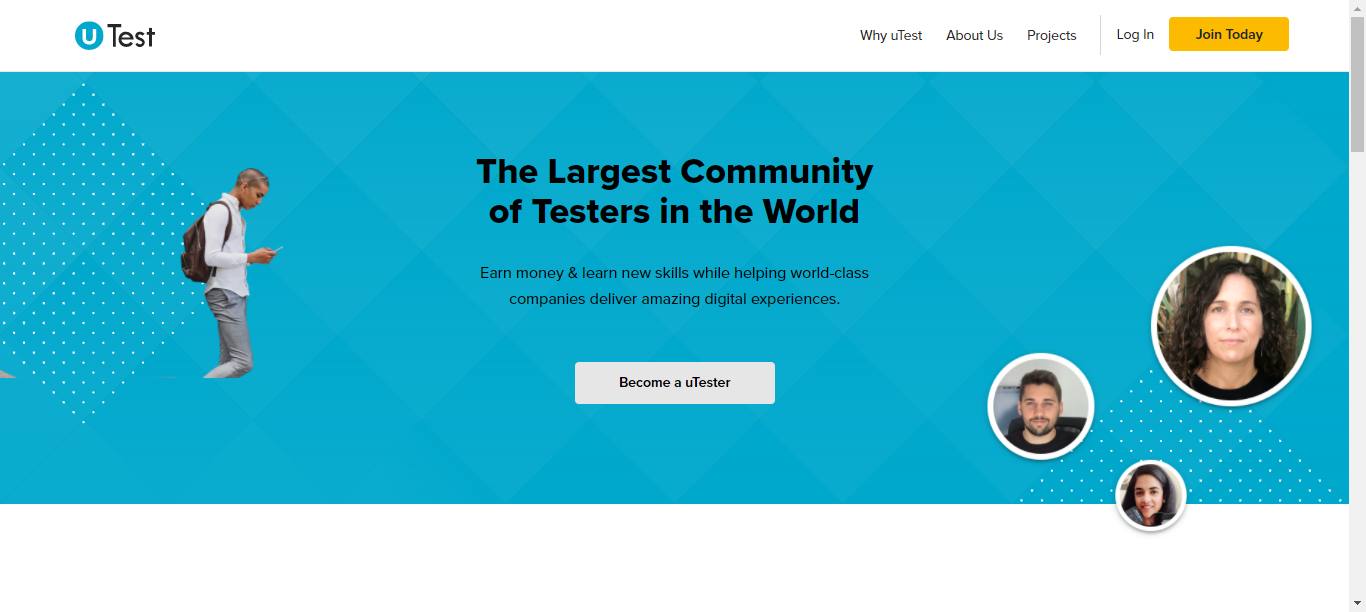 uTest
Why uTest
About Us
Projects
Log In
Join Today
The Largest Community
of Testers in the World
Earn money & learn new skills while helping world-class
companies deliver amazing digital experiences.
Become a uTester